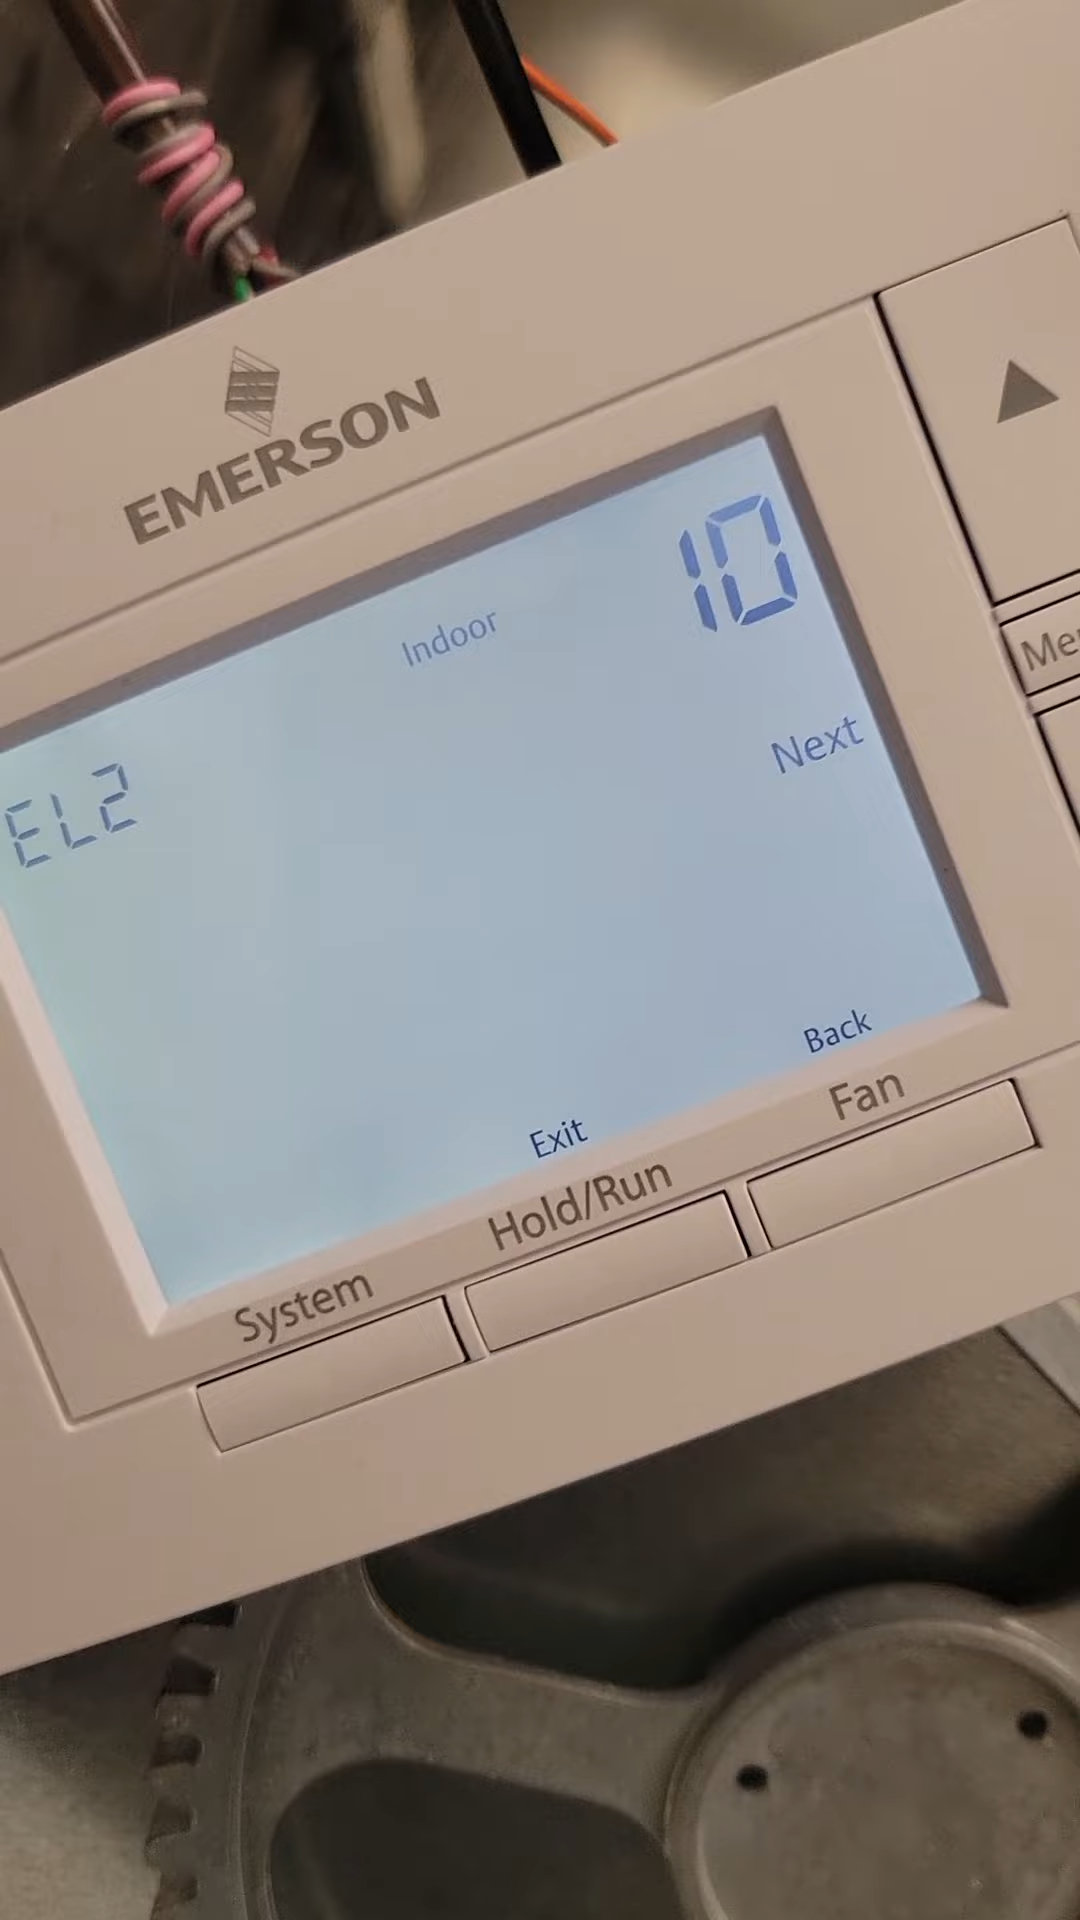 EMERSON
Indoor 10
EL2
Next
Back
Exit
Fan
Hold/Run
System